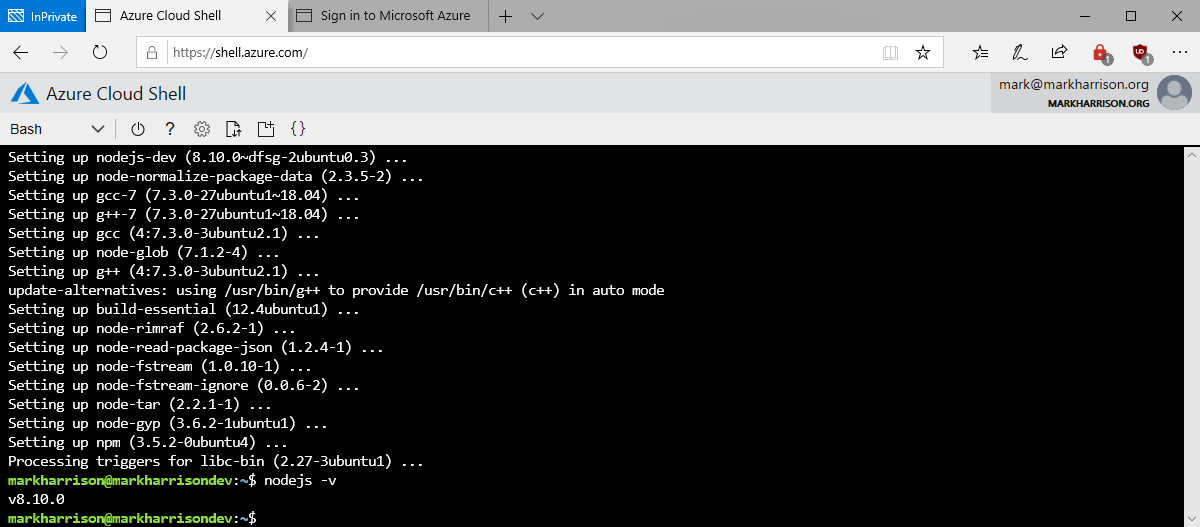 InPrivate Azure Cloud Shell Sign in to Microsoft Azure
https://shell.azure.com/ 1 UD 1
Azure Cloud Shell mark@markharrison.org
MARKHARRISON.ORG
Bash ? {}
Setting up nodejs-dev (8.10.0~dfsg-2ubuntu0.3) ...
Setting up node-normalize-package-data (2.3.5-2) ...
Setting up gcc-7 (7.3.0-27ubuntu1~18.04) ...
Setting up g++-7 (7.3.0-27ubuntu1~18.04) ...
Setting up gcc (4:7.3.0-3ubuntu2.1) ...
Setting up node-glob (7.1.2-4) ...
Setting up g++ (4:7.3.0-3ubuntu2.1) ...
update-alternatives: using /usr/bin/g++ to provide /usr/bin/c++ (c++) in auto mode
Setting up build-essential (12.4ubuntu1) ...
Setting up node-rimraf (2.6.2-1) ...
Setting up node-read-package-json (1.2.4-1) ...
Setting up node-fstream (1.0.10-1) ...
Setting up node-fstream-ignore (0.0.6-2) ...
Setting up node-tar (2.2.1-1) ...
Setting up node-gyp (3.6.2-1ubuntu1) ...
Setting up npm (3.5.2-0ubuntu4) ...
Processing triggers for libc-bin (2.27-3ubuntu1) ...
markharrison@markharrisondev:~$ nodejs -v
v8.10.0
markharrison@markharrisondev:~$